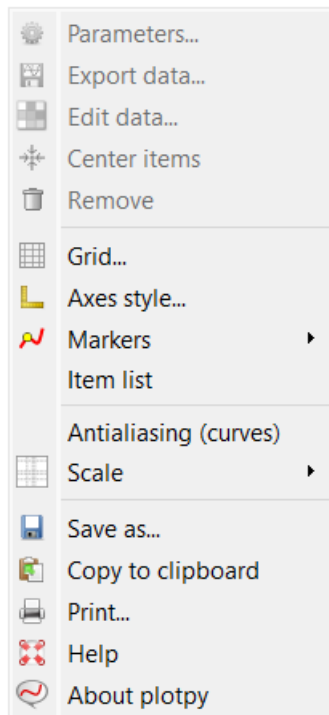 Parameters...
Export data...
Edit data...
Center items
Remove
Grid...
Axes style...
Markers
Item list
Antialiasing (curves)
Scale
Save as...
Copy to clipboard
Print...
Help
About plotpy